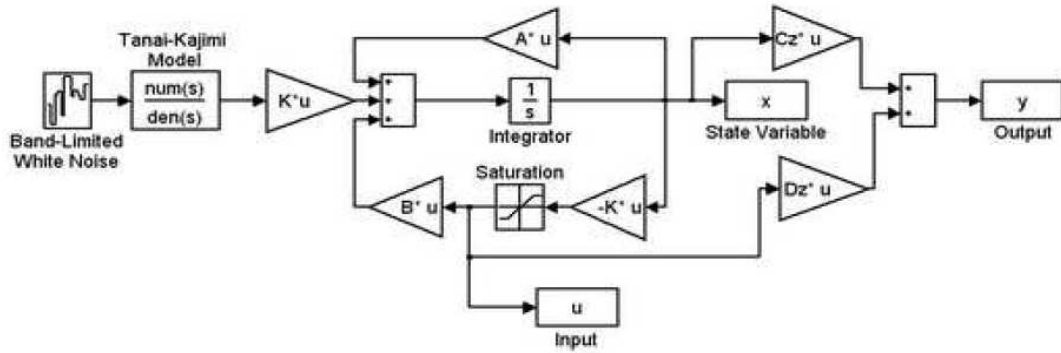 Tanai-Kajimi
Model
num(s)
den(s)
Band-Limited
White Noise
K*u
A* u
1
s
Integrator
Cz* u
x
State Variable
y
Output
Saturation
B* u
-K* u
Dz* u
u
Input